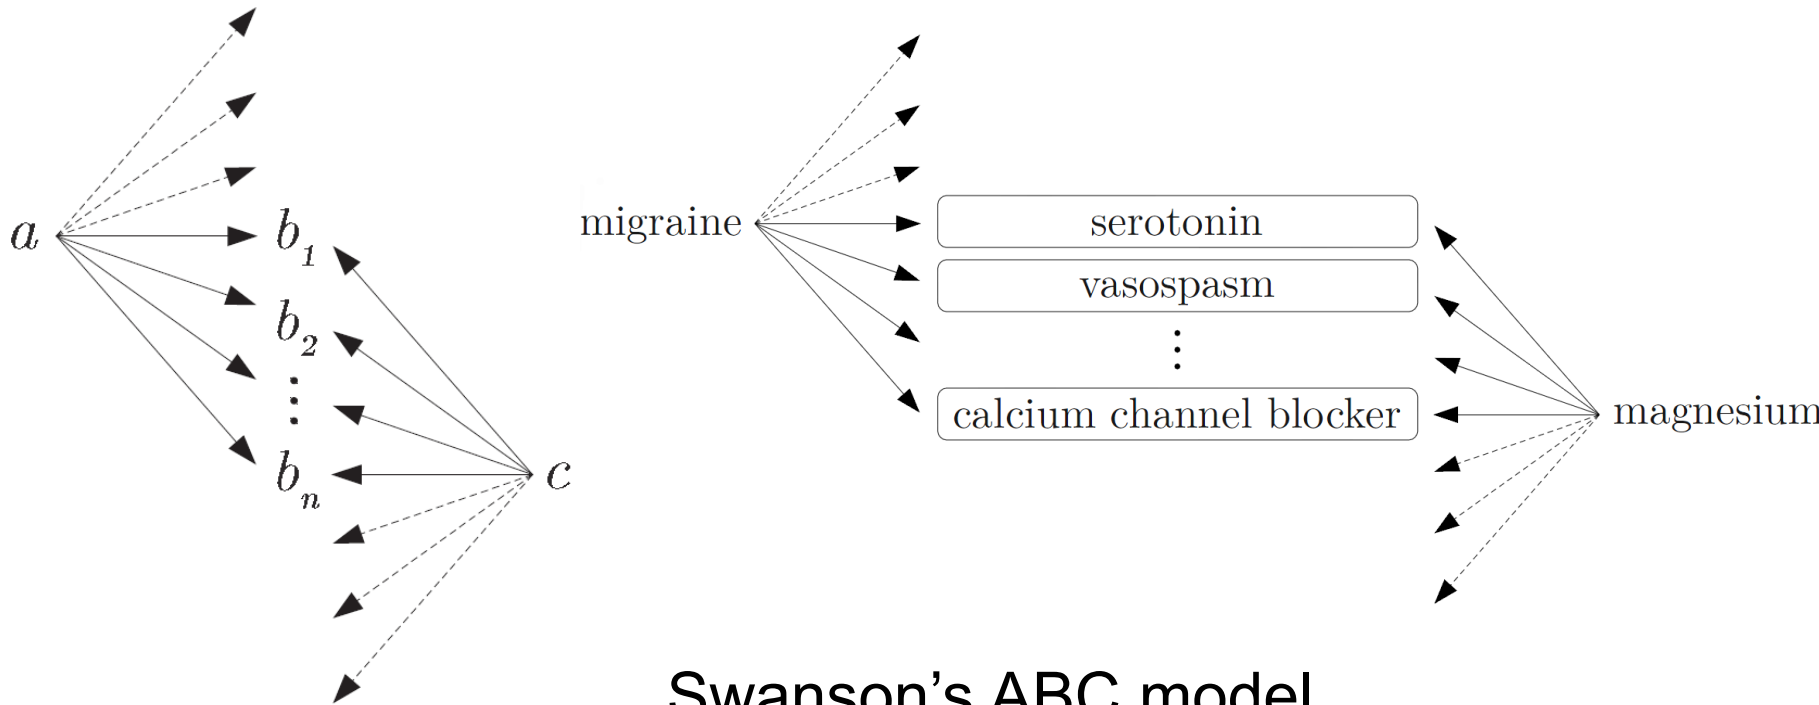 a
b1
b2
⋮
bn
c
migraine
serotonin
vasospasm
⋮
calcium channel blocker
magnesium
Swanson's ABC model